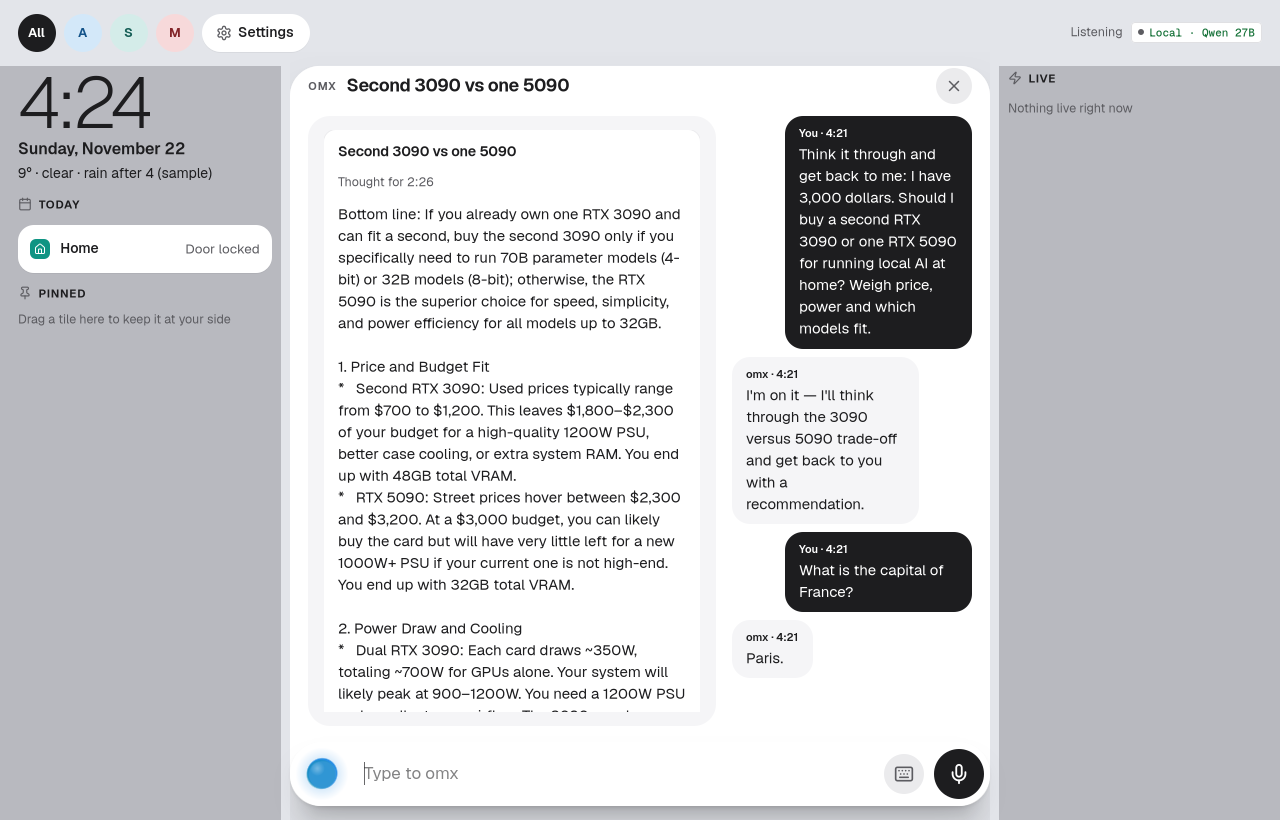 All
A
S
M
Settings
Listening
Local · Qwen 27B
4:24
Sunday, November 22
9° · clear · rain after 4 (sample)
TODAY
Home
Door locked
PINNED
Drag a tile here to keep it at your side
OMX
Second 3090 vs one 5090
Second 3090 vs one 5090
Thought for 2:26
Bottom line: If you already own one RTX 3090 and
can fit a second, buy the second 3090 only if you
specifically need to run 70B parameter models (4-
bit) or 32B models (8-bit); otherwise, the RTX
5090 is the superior choice for speed, simplicity,
and power efficiency for all models up to 32GB.
1. Price and Budget Fit
* Second RTX 3090: Used prices typically range
from $700 to $1,200. This leaves $1,800–$2,300
of your budget for a high-quality 1200W PSU,
better case cooling, or extra system RAM. You end
up with 48GB total VRAM.
* RTX 5090: Street prices hover between $2,300
and $3,200. At a $3,000 budget, you can likely
buy the card but will have very little left for a new
1000W+ PSU if your current one is not high-end.
You end up with 32GB total VRAM.
2. Power Draw and Cooling
* Dual RTX 3090: Each card draws ~350W,
totaling ~700W for GPUs alone. Your system will
likely peak at 900–1200W. You need a 1200W PSU
You · 4:21
Think it through and
get back to me: I have
3,000 dollars. Should I
buy a second RTX
3090 or one RTX 5090
for running local AI at
home? Weigh price,
power and which
models fit.
omx · 4:21
I'm on it — I'll think
through the 3090
versus 5090 trade-off
and get back to you
with a
recommendation.
You · 4:21
What is the capital of
France?
omx · 4:21
Paris.
Type to omx
LIVE
Nothing live right now